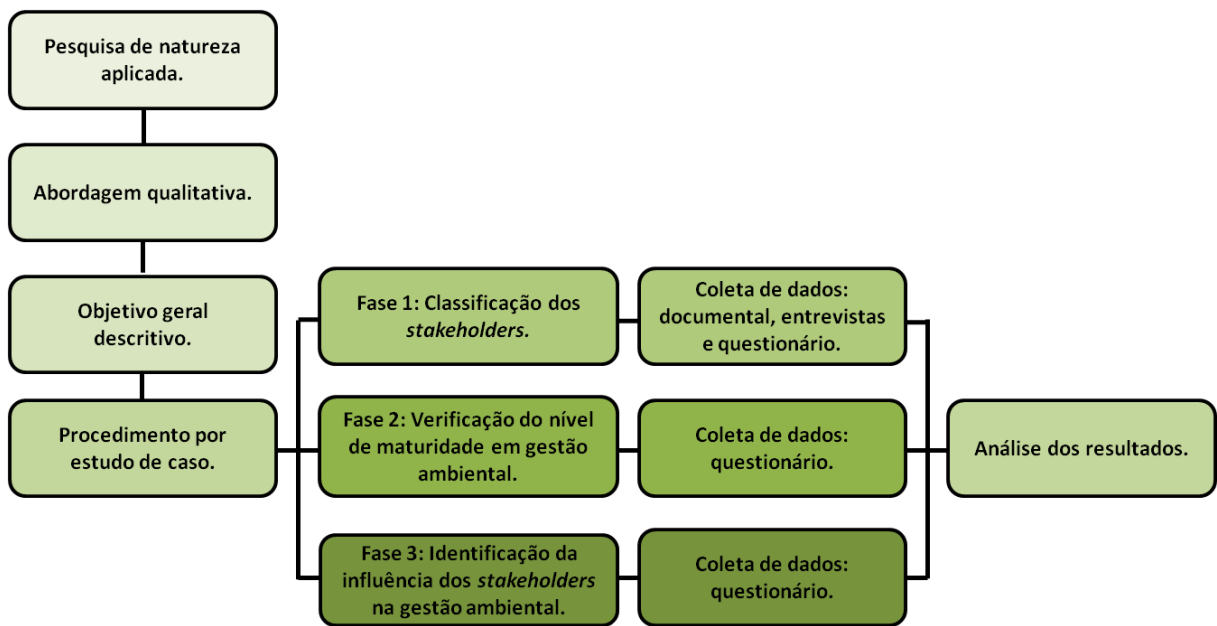 Pesquisa de natureza
aplicada.
Abordagem qualitativa.
Objetivo geral
descritivo.
Procedimento por
estudo de caso.
Fase 1: Classificação dos
stakeholders.
Coleta de dados:
documental, entrevistas
e questionário.
Fase 2: Verificação do nível
de maturidade em gestão
ambiental.
Coleta de dados:
questionário.
Fase 3: Identificação da
influência dos stakeholders
na gestão ambiental.
Coleta de dados:
questionário.
Análise dos resultados.